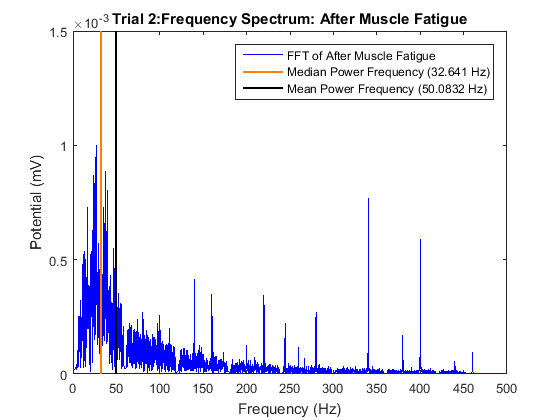 ×10⁻³
Trial 2:Frequency Spectrum: After Muscle Fatigue
1.5
1
0.5
0
Potential (mV)
FFT of After Muscle Fatigue
Median Power Frequency (32.641 Hz)
Mean Power Frequency (50.0832 Hz)
0 50 100 150 200 250 300 350 400 450 500
Frequency (Hz)